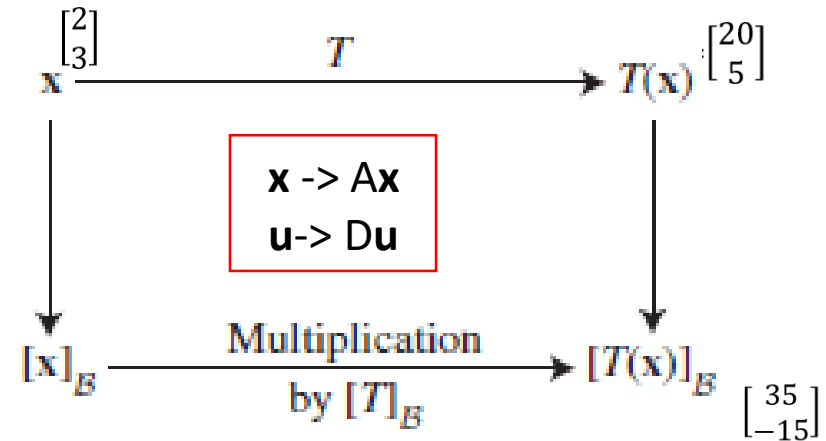 [2
3]
T
x
T(x)
:[20
5]
x -> Ax
u-> Du
Multiplication
by [T]_B
[x]_B
[T(x)]_B
[35
−15]